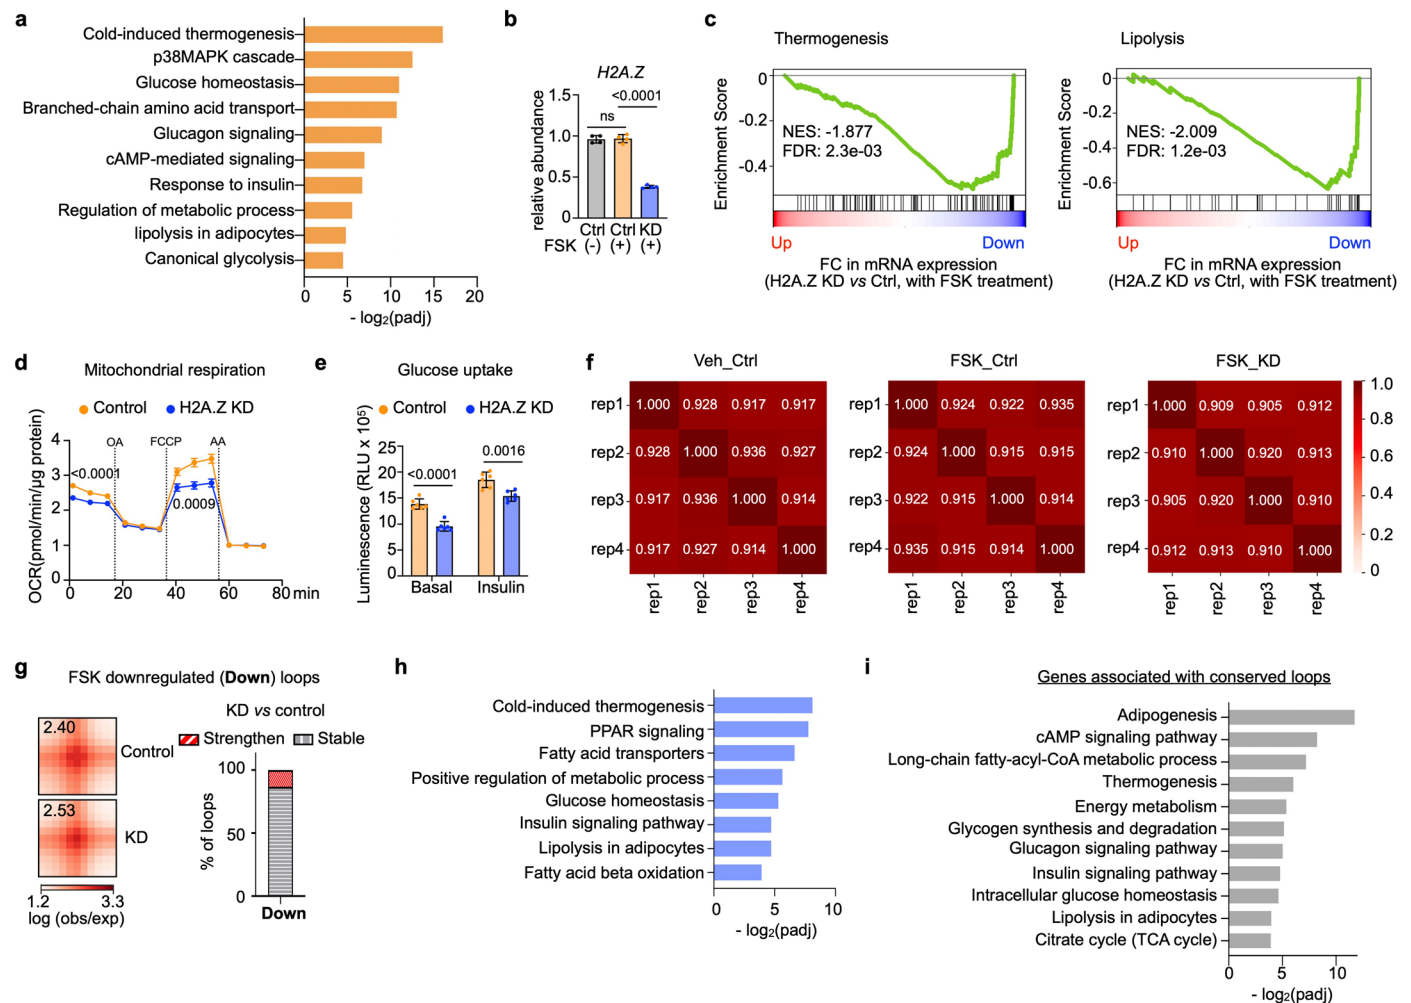 a
Cold-induced thermogenesis
p38MAPK cascade
Glucose homeostasis
Branched-chain amino acid transport
Glucagon signaling
cAMP-mediated signaling
Response to insulin
Regulation of metabolic process
lipolysis in adipocytes
Canonical glycolysis
0 5 10 15 20
- log2(padj)
b
H2A.Z
<0.0001
ns
relative abundance
1.5
1.0
0.5
0
Ctrl Ctrl KD
FSK (-) (+) (+)
c
Thermogenesis
Enrichment Score
0
-0.2
-0.4
NES: -1.877
FDR: 2.3e-03
Up Down
FC in mRNA expression
(H2A.Z KD vs Ctrl, with FSK treatment)
Lipolysis
Enrichment Score
0
-0.2
-0.4
-0.6
NES: -2.009
FDR: 1.2e-03
Up Down
FC in mRNA expression
(H2A.Z KD vs Ctrl, with FSK treatment)
d
Mitochondrial respiration
Control H2A.Z KD
OCR(pmol/min/µg protein)
4
3
2
1
0
OA FCCP AA
<0.0001
0.0009
0 20 40 60 80 min
e
Glucose uptake
Control H2A.Z KD
Luminescence (RLU x 10⁵)
25
20
15
10
5
0
<0.0001
0.0016
Basal Insulin
f
Veh_Ctrl
rep1 1.000 0.928 0.917 0.917
rep2 0.928 1.000 0.936 0.927
rep3 0.917 0.936 1.000 0.914
rep4 0.917 0.927 0.914 1.000
rep1 rep2 rep3 rep4
FSK_Ctrl
rep1 1.000 0.924 0.922 0.935
rep2 0.924 1.000 0.915 0.915
rep3 0.922 0.915 1.000 0.914
rep4 0.935 0.915 0.914 1.000
rep1 rep2 rep3 rep4
FSK_KD
rep1 1.000 0.909 0.905 0.912
rep2 0.910 1.000 0.920 0.913
rep3 0.905 0.920 1.000 0.910
rep4 0.912 0.913 0.910 1.000
rep1 rep2 rep3 rep4
1.0
0.8
0.6
0.4
0.2
0
g
FSK downregulated (Down) loops
2.40
Control
2.53
KD
1.2 3.3
log (obs/exp)
KD vs control
Strengthen Stable
% of loops
100
50
0
Down
h
Cold-induced thermogenesis
PPAR signaling
Fatty acid transporters
Positive regulation of metabolic process
Glucose homeostasis
Insulin signaling pathway
Lipolysis in adipocytes
Fatty acid beta oxidation
0 5 10
- log2(padj)
i
Genes associated with conserved loops
Adipogenesis
cAMP signaling pathway
Long-chain fatty-acyl-CoA metabolic process
Thermogenesis
Energy metabolism
Glycogen synthesis and degradation
Glucagon signaling pathway
Insulin signaling pathway
Intracellular glucose homeostasis
Lipolysis in adipocytes
Citrate cycle (TCA cycle)
0 5 10
- log2(padj)